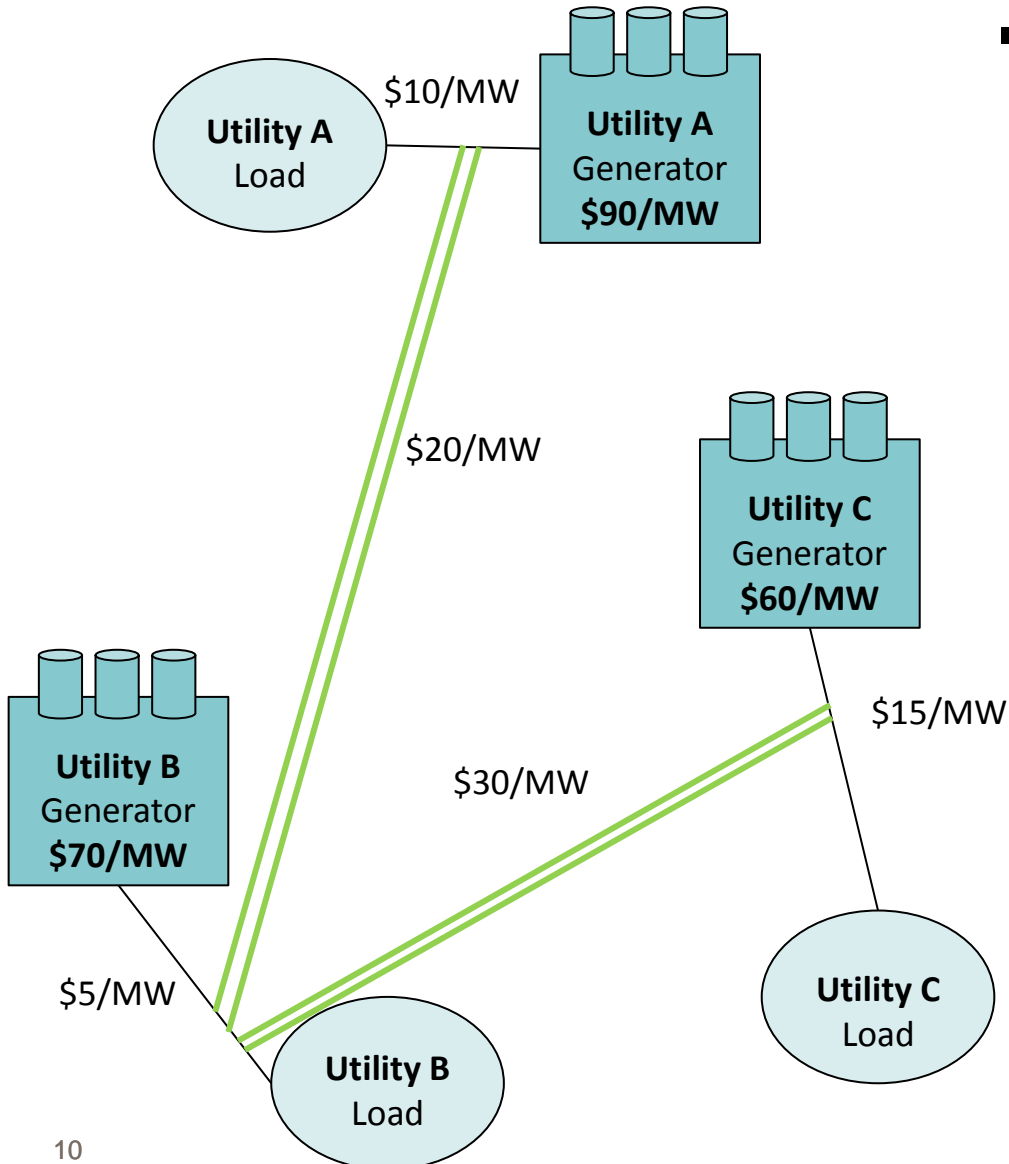 $10/MW
Utility A
Load
Utility A
Generator
$90/MW
$20/MW
Utility C
Generator
$60/MW
Utility B
Generator
$70/MW
$30/MW
$15/MW
$5/MW
Utility B
Load
Utility C
Load
10